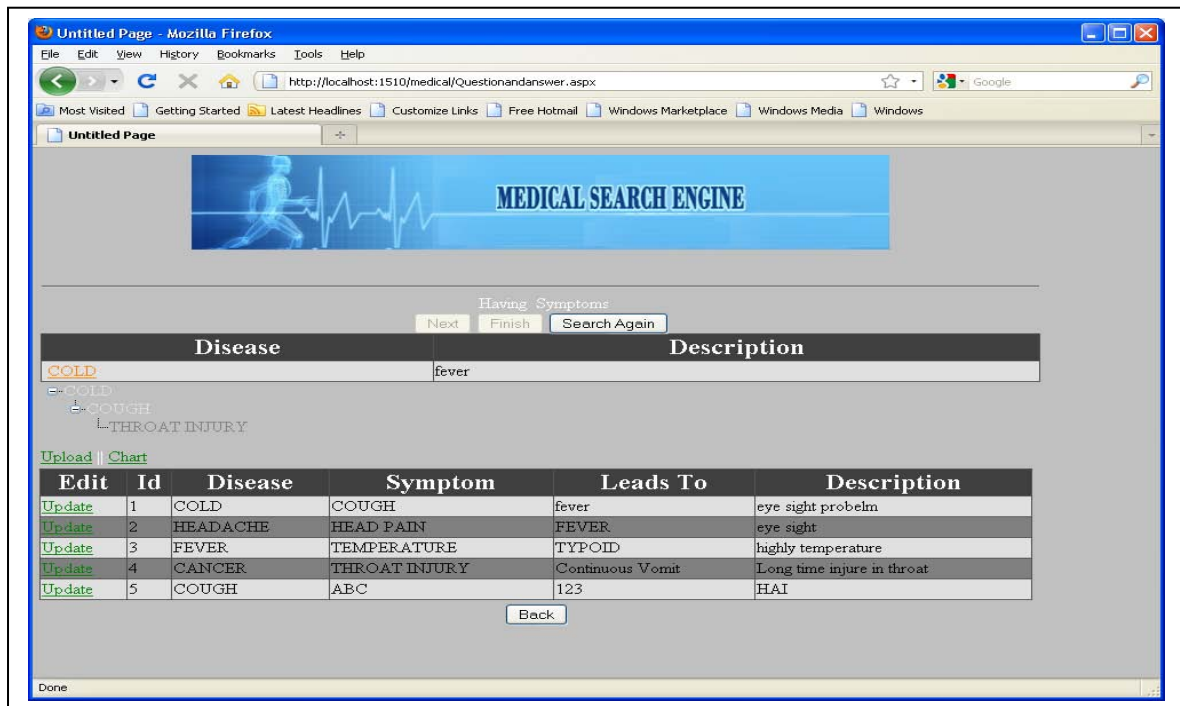 Untitled Page - Mozilla Firefox
File Edit View History Bookmarks Tools Help
http://localhost:1510/medical/Questionandanswer.aspx Google
Most Visited Getting Started Latest Headlines Customize Links Free Hotmail Windows Marketplace Windows Media Windows
Untitled Page
MEDICAL SEARCH ENGINE
Having Symptoms
Next Finish Search Again
Disease Description
COLD fever
COLD
COUGH
THROAT INJURY
Upload || Chart
Edit Id Disease Symptom Leads To Description
Update 1 COLD COUGH fever eye sight probelm
Update 2 HEADACHE HEAD PAIN FEVER eye sight
Update 3 FEVER TEMPERATURE TYPOID highly temperature
Update 4 CANCER THROAT INJURY Continuous Vomit Long time injure in throat
Update 5 COUGH ABC 123 HAI
Back
Done